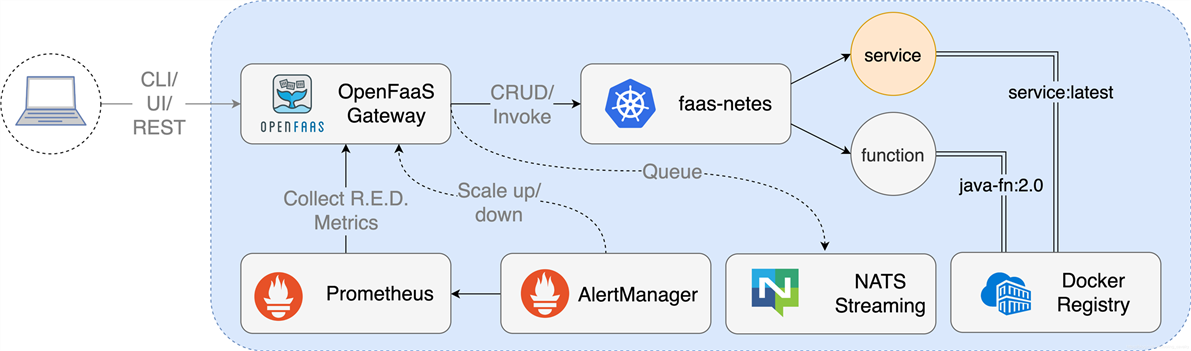 CLI/
UI/
REST
OPENFAAS
OpenFaaS
Gateway
CRUD/
Invoke
faas-netes
service
service:latest
function
java-fn:2.0
Queue
Scale up/
down
Collect R.E.D.
Metrics
Prometheus
AlertManager
N
NATS
Streaming
Docker
Registry